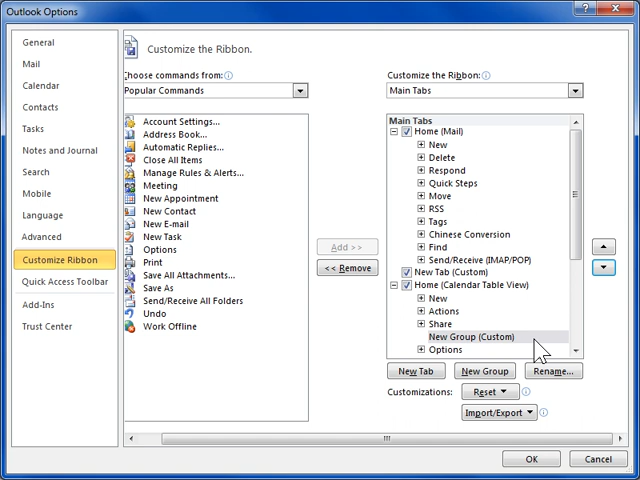 Outlook Options
General
Mail
Calendar
Contacts
Tasks
Notes and Journal
Search
Mobile
Language
Advanced
Customize Ribbon
Quick Access Toolbar
Add-Ins
Trust Center
Customize the Ribbon.
Choose commands from:
Popular Commands
Account Settings...
Address Book...
Automatic Replies...
Close All Items
Manage Rules & Alerts...
Meeting
New Appointment
New Contact
New E-mail
New Task
Options
Print
Save All Attachments...
Save As
Send/Receive All Folders
Undo
Work Offline
Add >>
<< Remove
Customize the Ribbon:
Main Tabs
Main Tabs
Home (Mail)
New
Delete
Respond
Quick Steps
Move
RSS
Tags
Chinese Conversion
Find
Send/Receive (IMAP/POP)
New Tab (Custom)
Home (Calendar Table View)
New
Actions
Share
New Group (Custom)
Options
New Tab
New Group
Rename...
Customizations:
Reset
Import/Export
OK
Cancel